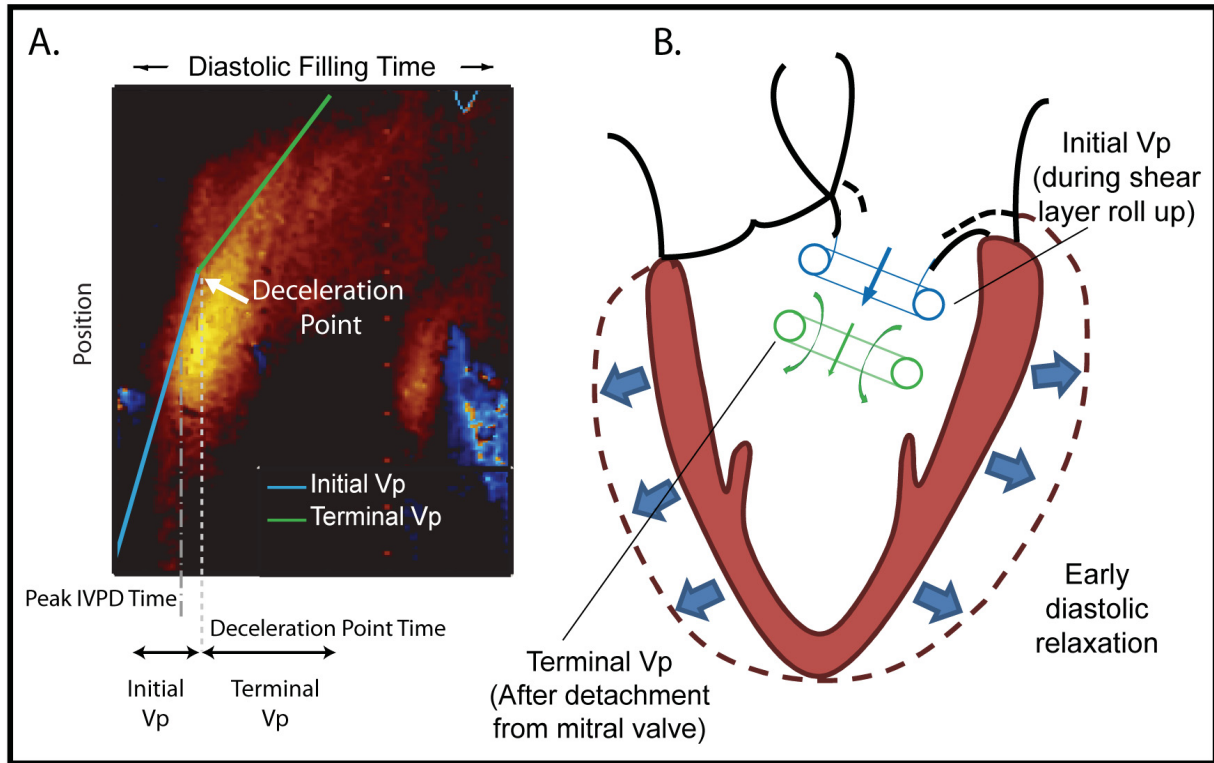 A.
Diastolic Filling Time
Position
Deceleration
Point
Initial Vp
Terminal Vp
Peak IVPD Time
Deceleration Point Time
Initial
Vp
Terminal
Vp
B.
Initial Vp
(during shear
layer roll up)
Early
diastolic
relaxation
Terminal Vp
(After detachment
from mitral valve)